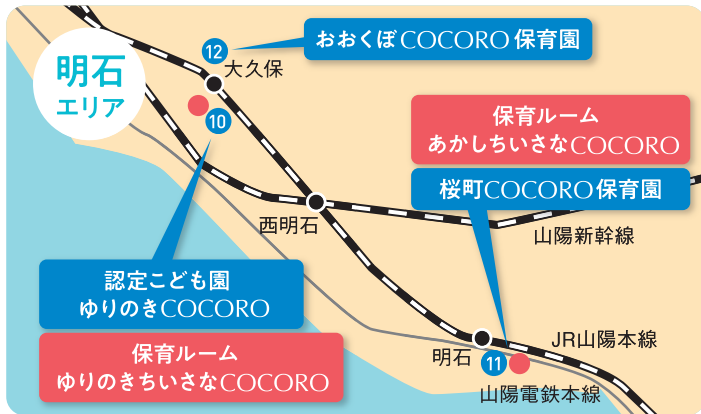 明石
エリア
12
おおくぼCOCORO保育園
大久保
10
保育ルーム
あかしちいさなCOCORO
桜町COCORO保育園
西明石
山陽新幹線
認定こども園
ゆりのきCOCORO
保育ルーム
ゆりのきちいさなCOCORO
明石
11
JR山陽本線
山陽電鉄本線